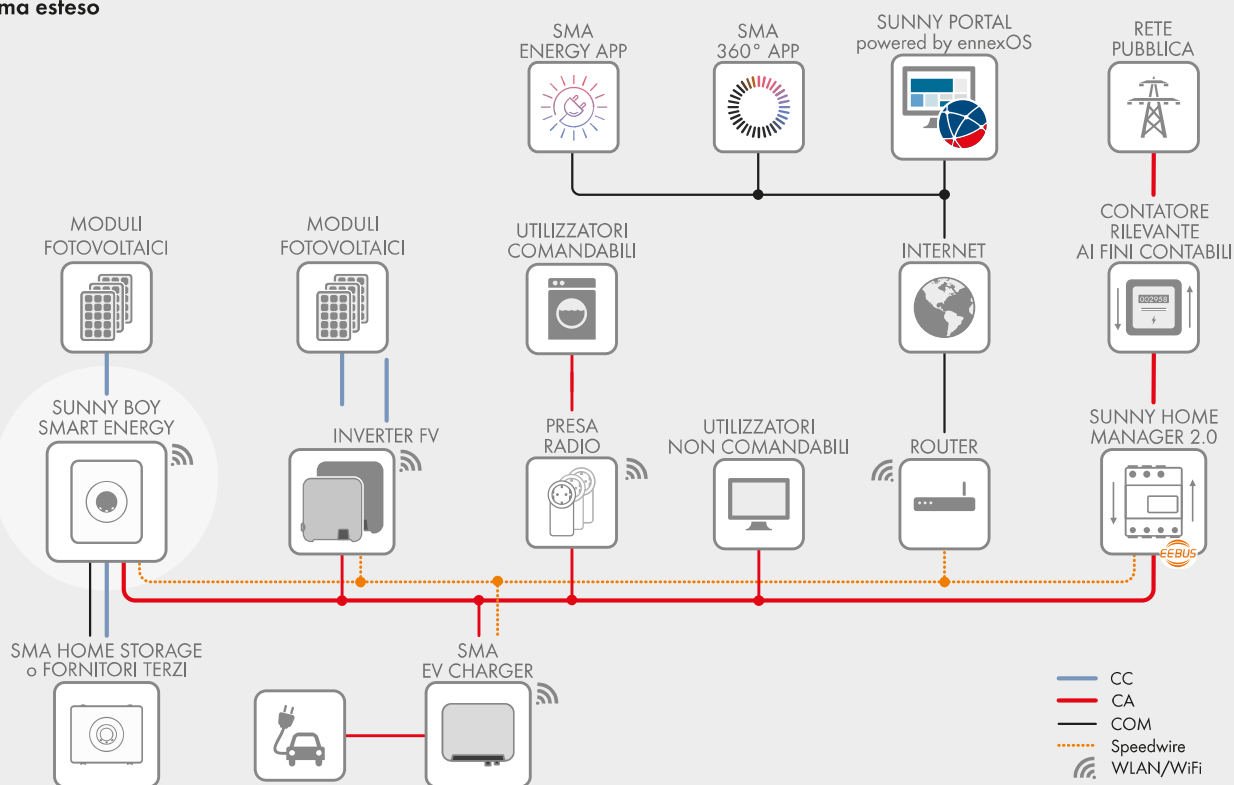 ma esteso
SMA
ENERGY APP
SMA
360° APP
SUNNY PORTAL
powered by ennexOS
RETE
PUBBLICA
MODULI
FOTOVOLTAICI
MODULI
FOTOVOLTAICI
UTILIZZATORI
COMANDABILI
INTERNET
CONTATORE
RILEVANTE
AI FINI CONTABILI
002958
SUNNY BOY
SMART ENERGY
INVERTER FV
PRESA
RADIO
UTILIZZATORI
NON COMANDABILI
ROUTER
SUNNY HOME
MANAGER 2.0
EEBUS
SMA HOME STORAGE
o FORNITORI TERZI
SMA
EV CHARGER
CC
CA
COM
Speedwire
WLAN/WiFi